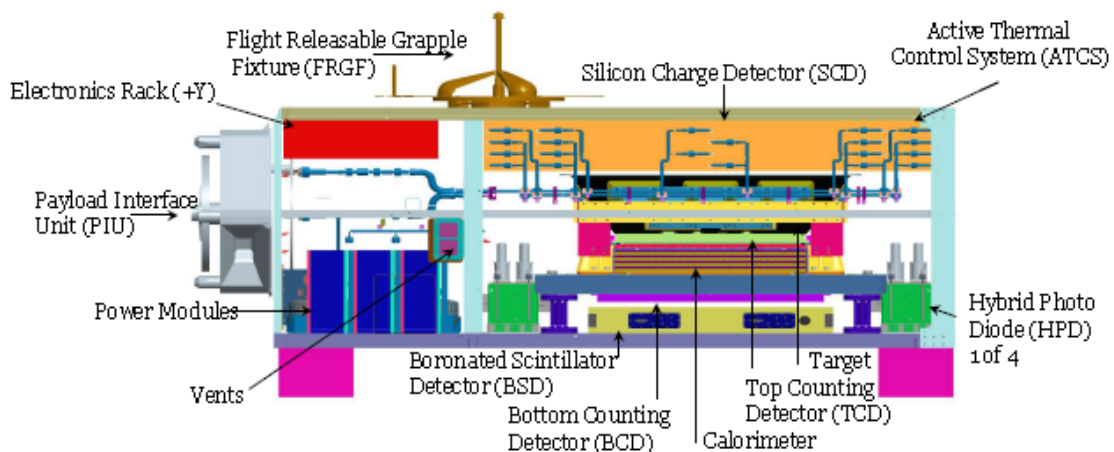 Flight Releasable Grapple
Fixture (FRGF)
Active Thermal
Control System (ATCS)
Silicon Charge Detector (SCD)
Electronics Rack (+Y)
Payload Interface
Unit (PIU)
Power Modules
Vents
Boronated Scintillator
Detector (BSD)
Bottom Counting
Detector (BCD)
Calorimeter
Top Counting
Detector (TCD)
Target
Hybrid Photo
Diode (HPD)
1 of 4